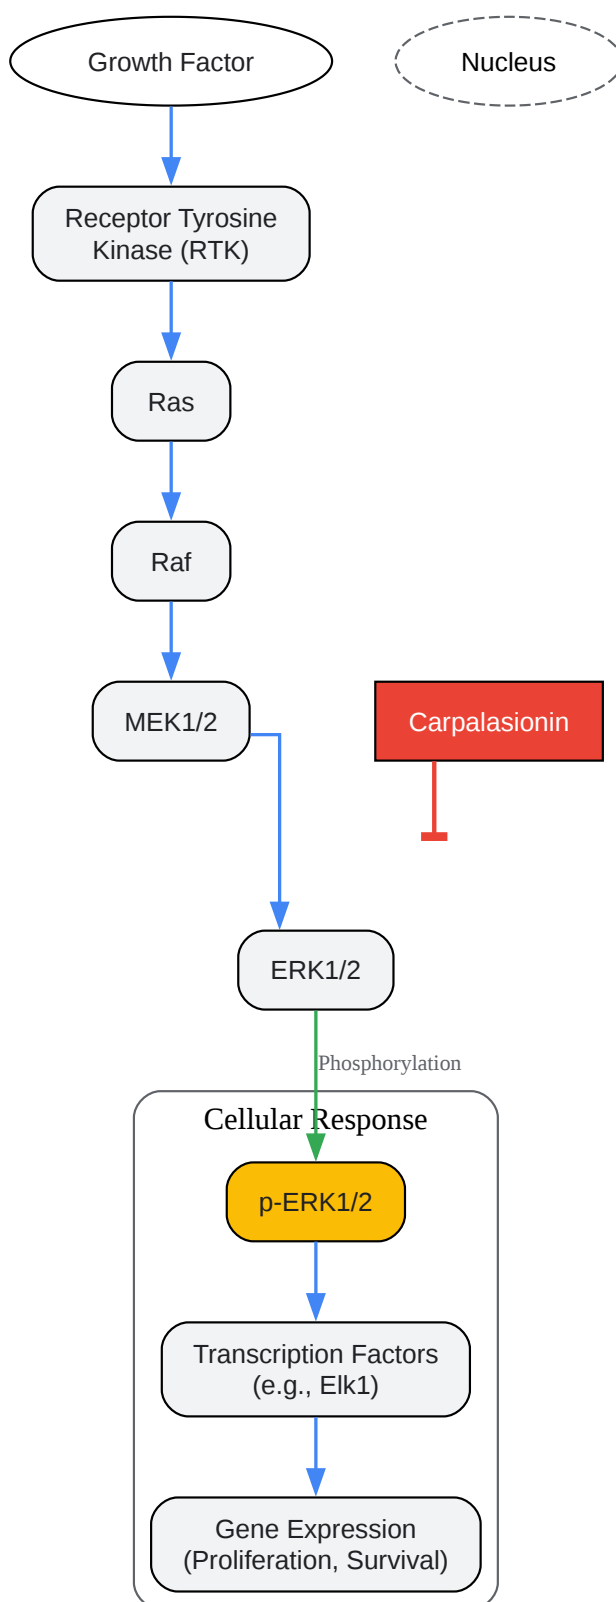 Growth Factor
Nucleus
Receptor Tyrosine
Kinase (RTK)
Ras
Raf
MEK1/2
Carpalasionin
ERK1/2
Phosphorylation
Cellular Response
p-ERK1/2
Transcription Factors
(e.g., Elk1)
Gene Expression
(Proliferation, Survival)